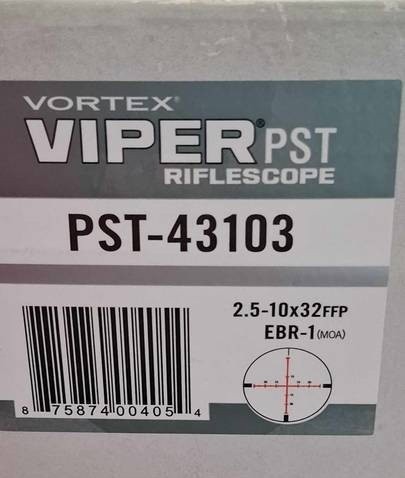 VORTEX®
VIPER® PST
RIFLESCOPE
PST-43103
2.5-10x32FFP
EBR-1(MOA)
8 75874 00405 4